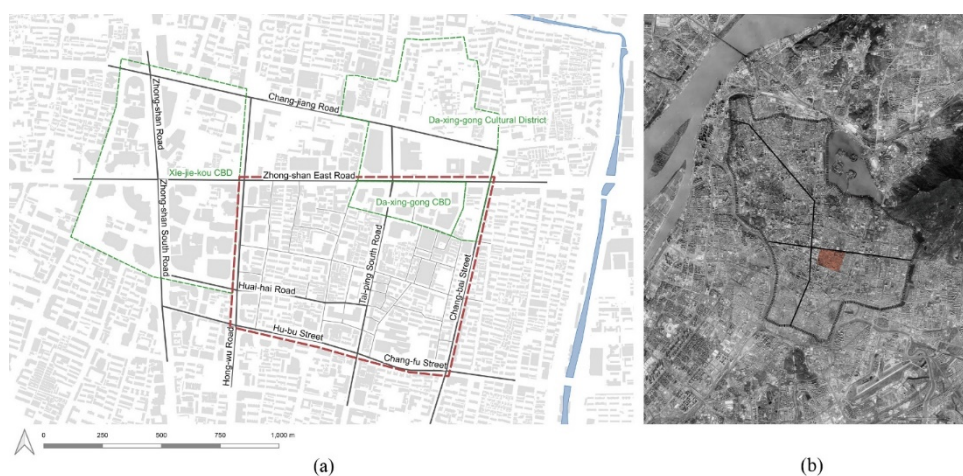 Chang-jiang Road
Da-xing-gong Cultural District
Zhong-shan Road
Xie-jie-kou CBD
Zhong-shan East Road
Da-xing-gong CBD
Zhong-shan South Road
Tai-ping South Road
Chang-bai Street
Huai-hai Road
Hu-bu Street
Chang-fu Street
Hong-wu Road
0 250 500 750 1,000 m
(a)
(b)